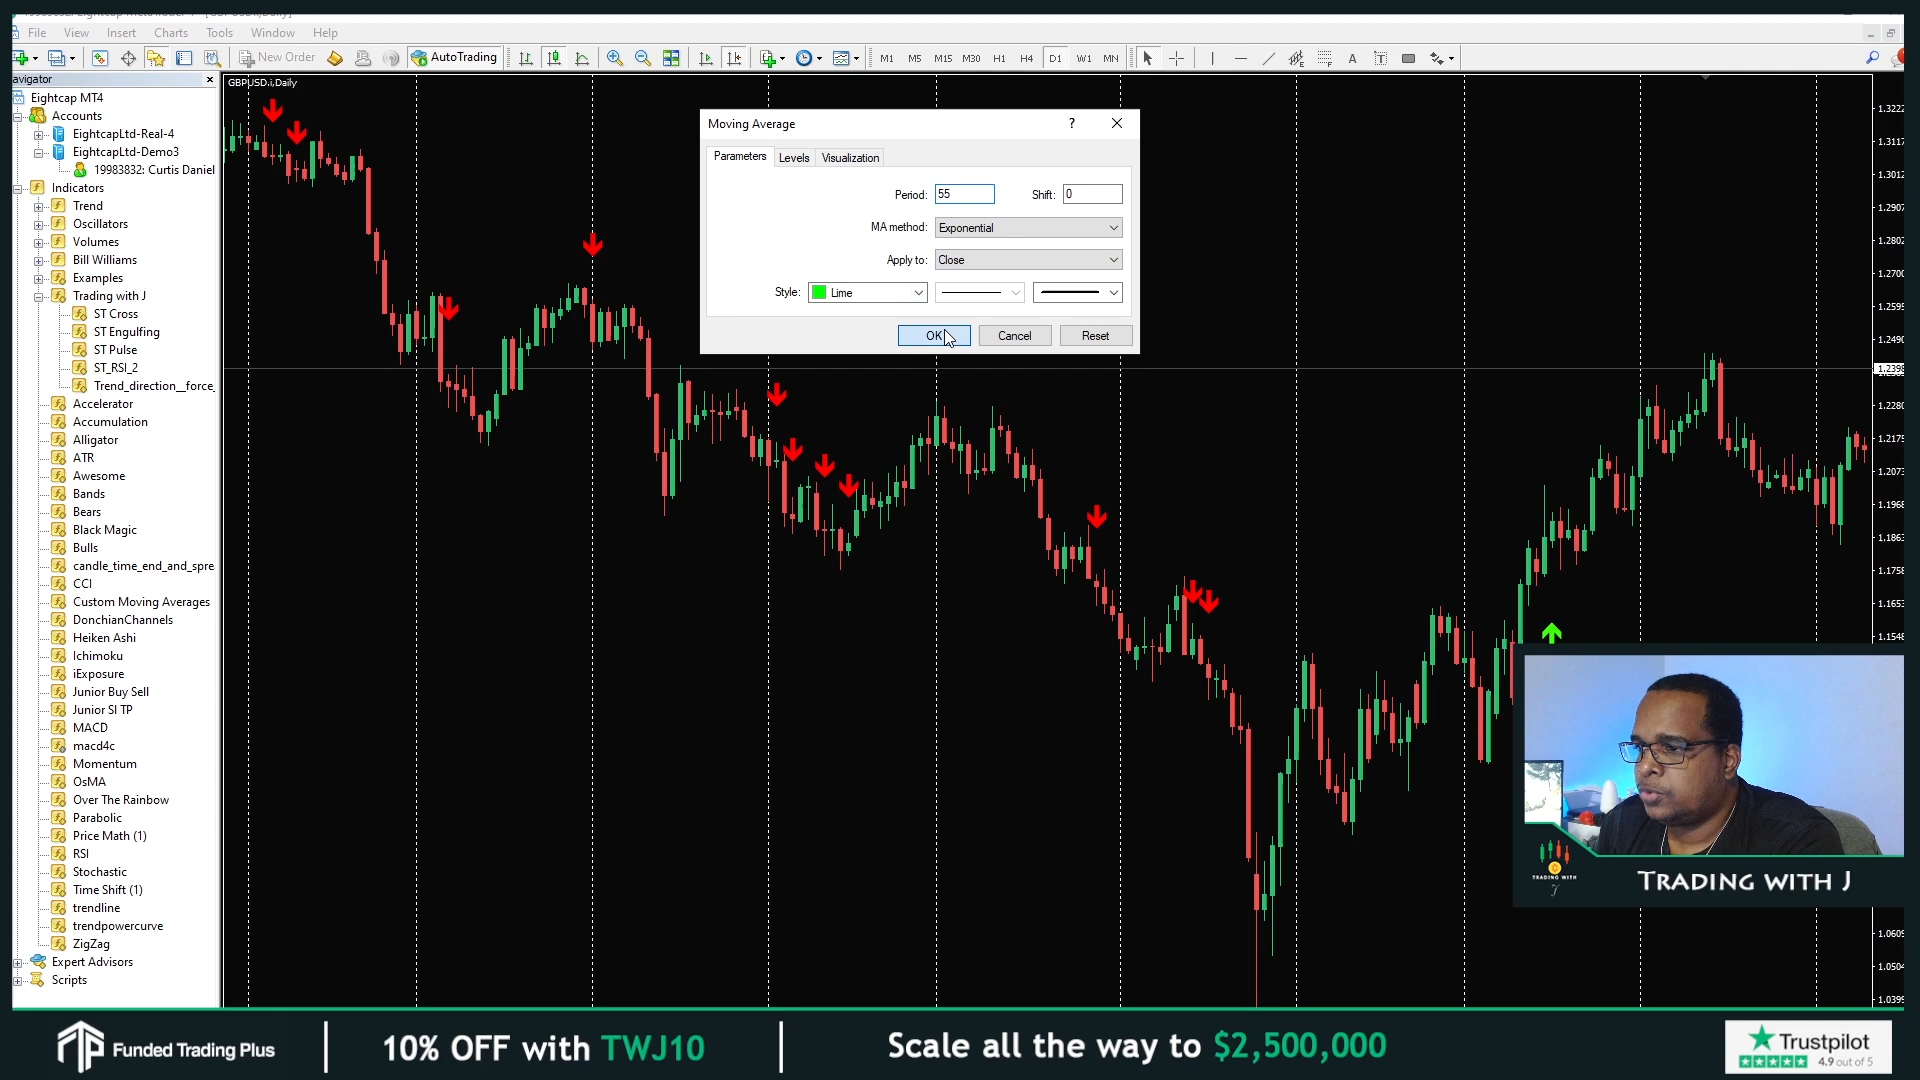 File View Insert Charts Tools Window Help
New Order AutoTrading M1 M5 M15 M30 H1 H4 D1 W1 MN
avigator
Eightcap MT4
Accounts
EightcapLtd-Real-4
EightcapLtd-Demo3
19983832: Curtis Daniel
Indicators
Trend
Oscillators
Volumes
Bill Williams
Examples
Trading with J
ST Cross
ST Engulfing
ST Pulse
ST_RSI_2
Trend_direction__force_
Accelerator
Accumulation
Alligator
ATR
Awesome
Bands
Bears
Black Magic
Bulls
candle_time_end_and_spre
CCI
Custom Moving Averages
DonchianChannels
Heiken Ashi
Ichimoku
iExposure
Junior Buy Sell
Junior SI TP
MACD
macd4c
Momentum
OsMA
Over The Rainbow
Parabolic
Price Math (1)
RSI
Stochastic
Time Shift (1)
trendline
trendpowercurve
ZigZag
Expert Advisors
Scripts
GBPUSD.i,Daily
Moving Average
Parameters Levels Visualization
Period: 55 Shift: 0
MA method: Exponential
Apply to: Close
Style: Lime
OK Cancel Reset
1.3222
1.3117
1.3012
1.2907
1.2802
1.2700
1.2595
1.2490
1.2398
1.2280
1.2175
1.2073
1.1968
1.1863
1.1758
1.1653
1.1548
1.0609
1.0504
1.0399
TRADING WITH J
TRADING WITH J
Funded Trading Plus
10% OFF with TWJ10
Scale all the way to $2,500,000
Trustpilot
4.9 out of 5